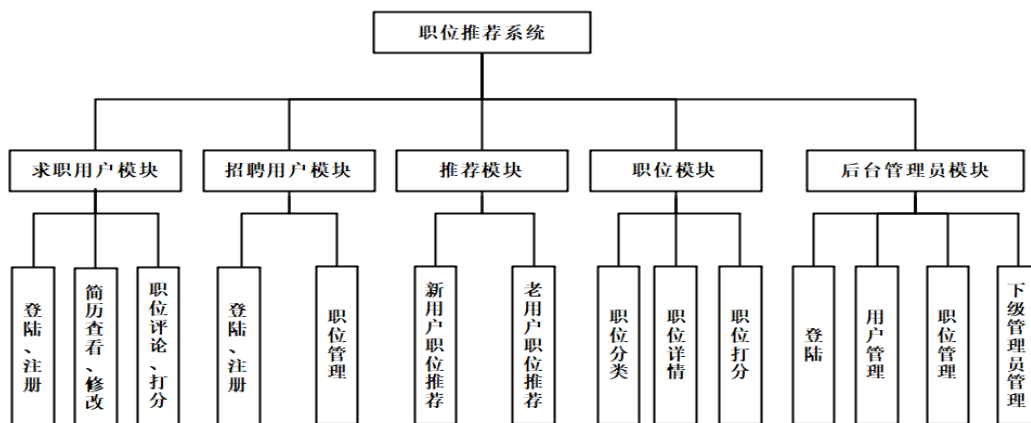 职位推荐系统
求职用户模块
招聘用户模块
推荐模块
职位模块
后台管理员模块
登陆、注册
简历查看、修改
职位评论、打分
登陆、注册
职位管理
新用户职位推荐
老用户职位推荐
职位分类
职位详情
职位打分
登陆
用户管理
职位管理
下级管理员管理